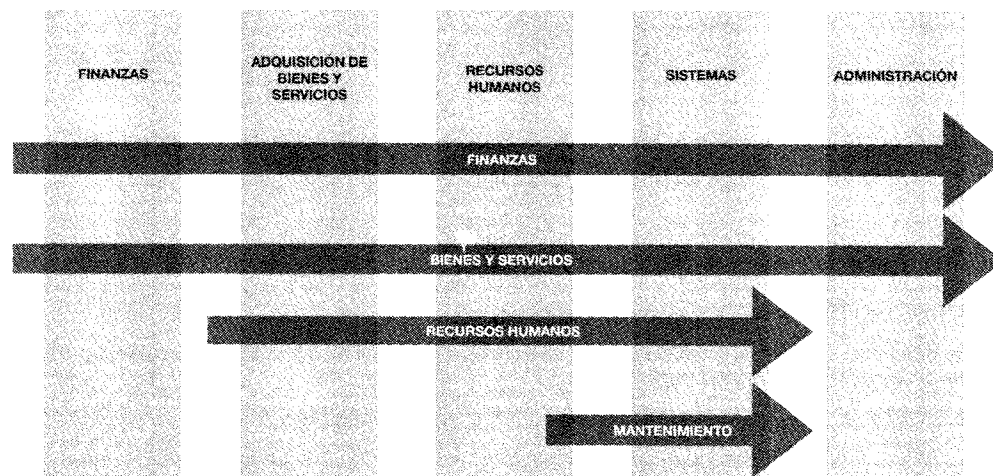 FINANZAS
ADQUISICIÓN DE
BIENES Y
SERVICIOS
RECURSOS
HUMANOS
SISTEMAS
ADMINISTRACIÓN
FINANZAS
BIENES Y SERVICIOS
RECURSOS HUMANOS
MANTENIMIENTO